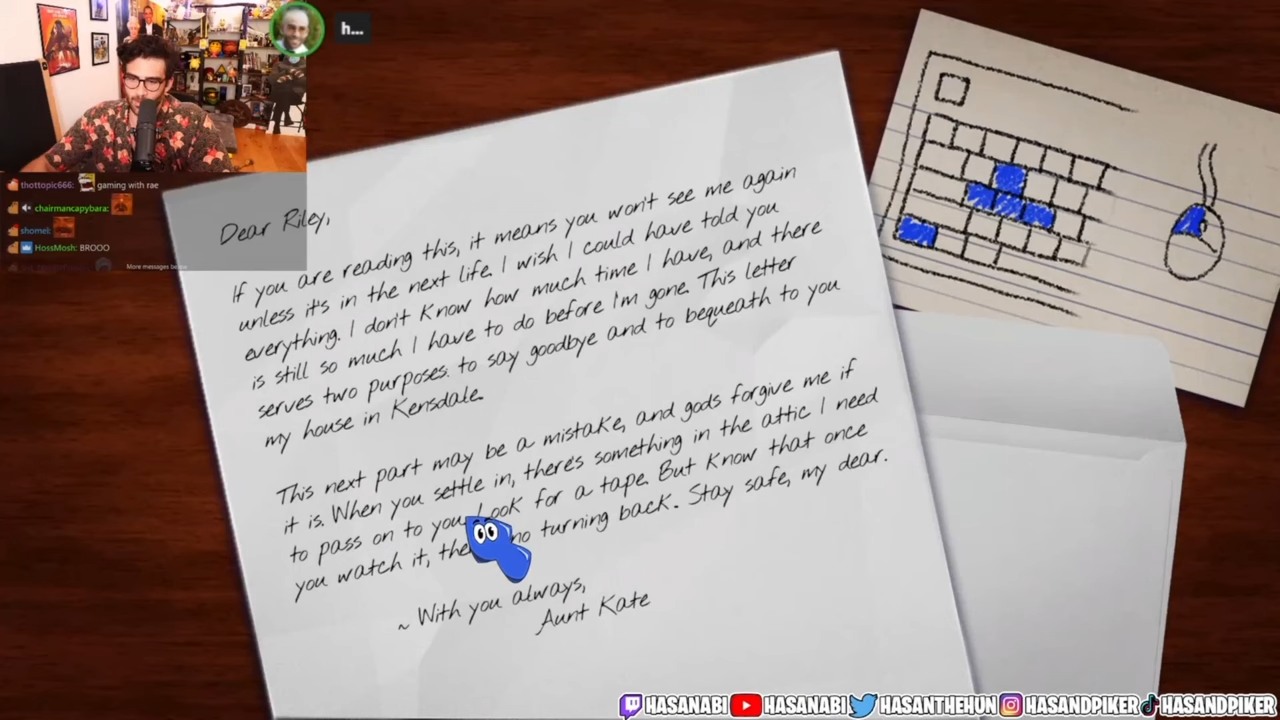 h...
thottopic666: gaming with rae
chairmancapybara:
shomei:
HossMosh: BROOO
More messages below
Dear Riley,
If you are reading this, it means you won't see me again
unless it's in the next life. I wish I could have told you
everything. I don't know how much time I have, and there
is still so much I have to do before I'm gone. This letter
serves two purposes. to say goodbye and to bequeath to you
my house in Kensdale.
This next part may be a mistake, and gods forgive me if
it is. When you settle in, there's something in the attic I need
to pass on to you. Look for a tape. But know that once
you watch it, no turning back. Stay safe, my dear.
~ With you always,
Aunt Kate
HASANABI HASANABI HASANTHEHUN HASANDPIKER HASANDPIKER